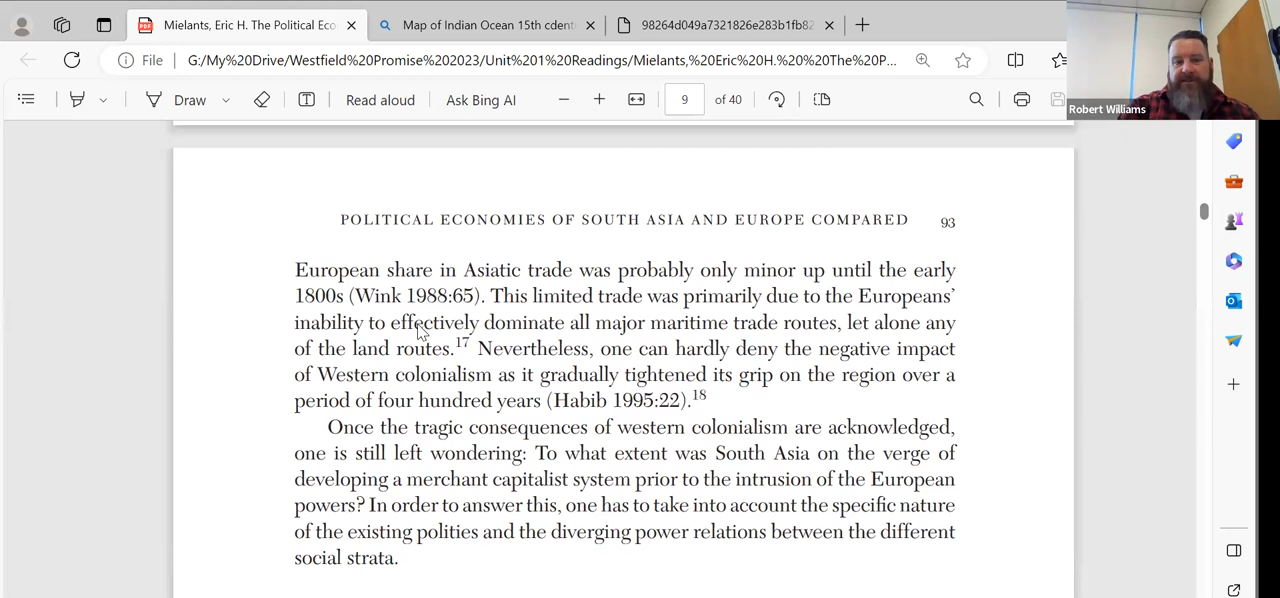 Mielants, Eric H. The Political Eco
Map of Indian Ocean 15th cdent
98264d049a7321826e283b1fb82
File
G:/My%20Drive/Westfield%20Promise%202023/Unit%201%20Readings/Mielants,%20Eric%20H.%20%20The%20P...
Draw
Read aloud
Ask Bing AI
9
of 40
Robert Williams
POLITICAL ECONOMIES OF SOUTH ASIA AND EUROPE COMPARED 93
European share in Asiatic trade was probably only minor up until the early
1800s (Wink 1988:65). This limited trade was primarily due to the Europeans’
inability to effectively dominate all major maritime trade routes, let alone any
of the land routes.17 Nevertheless, one can hardly deny the negative impact
of Western colonialism as it gradually tightened its grip on the region over a
period of four hundred years (Habib 1995:22).18
Once the tragic consequences of western colonialism are acknowledged,
one is still left wondering: To what extent was South Asia on the verge of
developing a merchant capitalist system prior to the intrusion of the European
powers? In order to answer this, one has to take into account the specific nature
of the existing polities and the diverging power relations between the different
social strata.